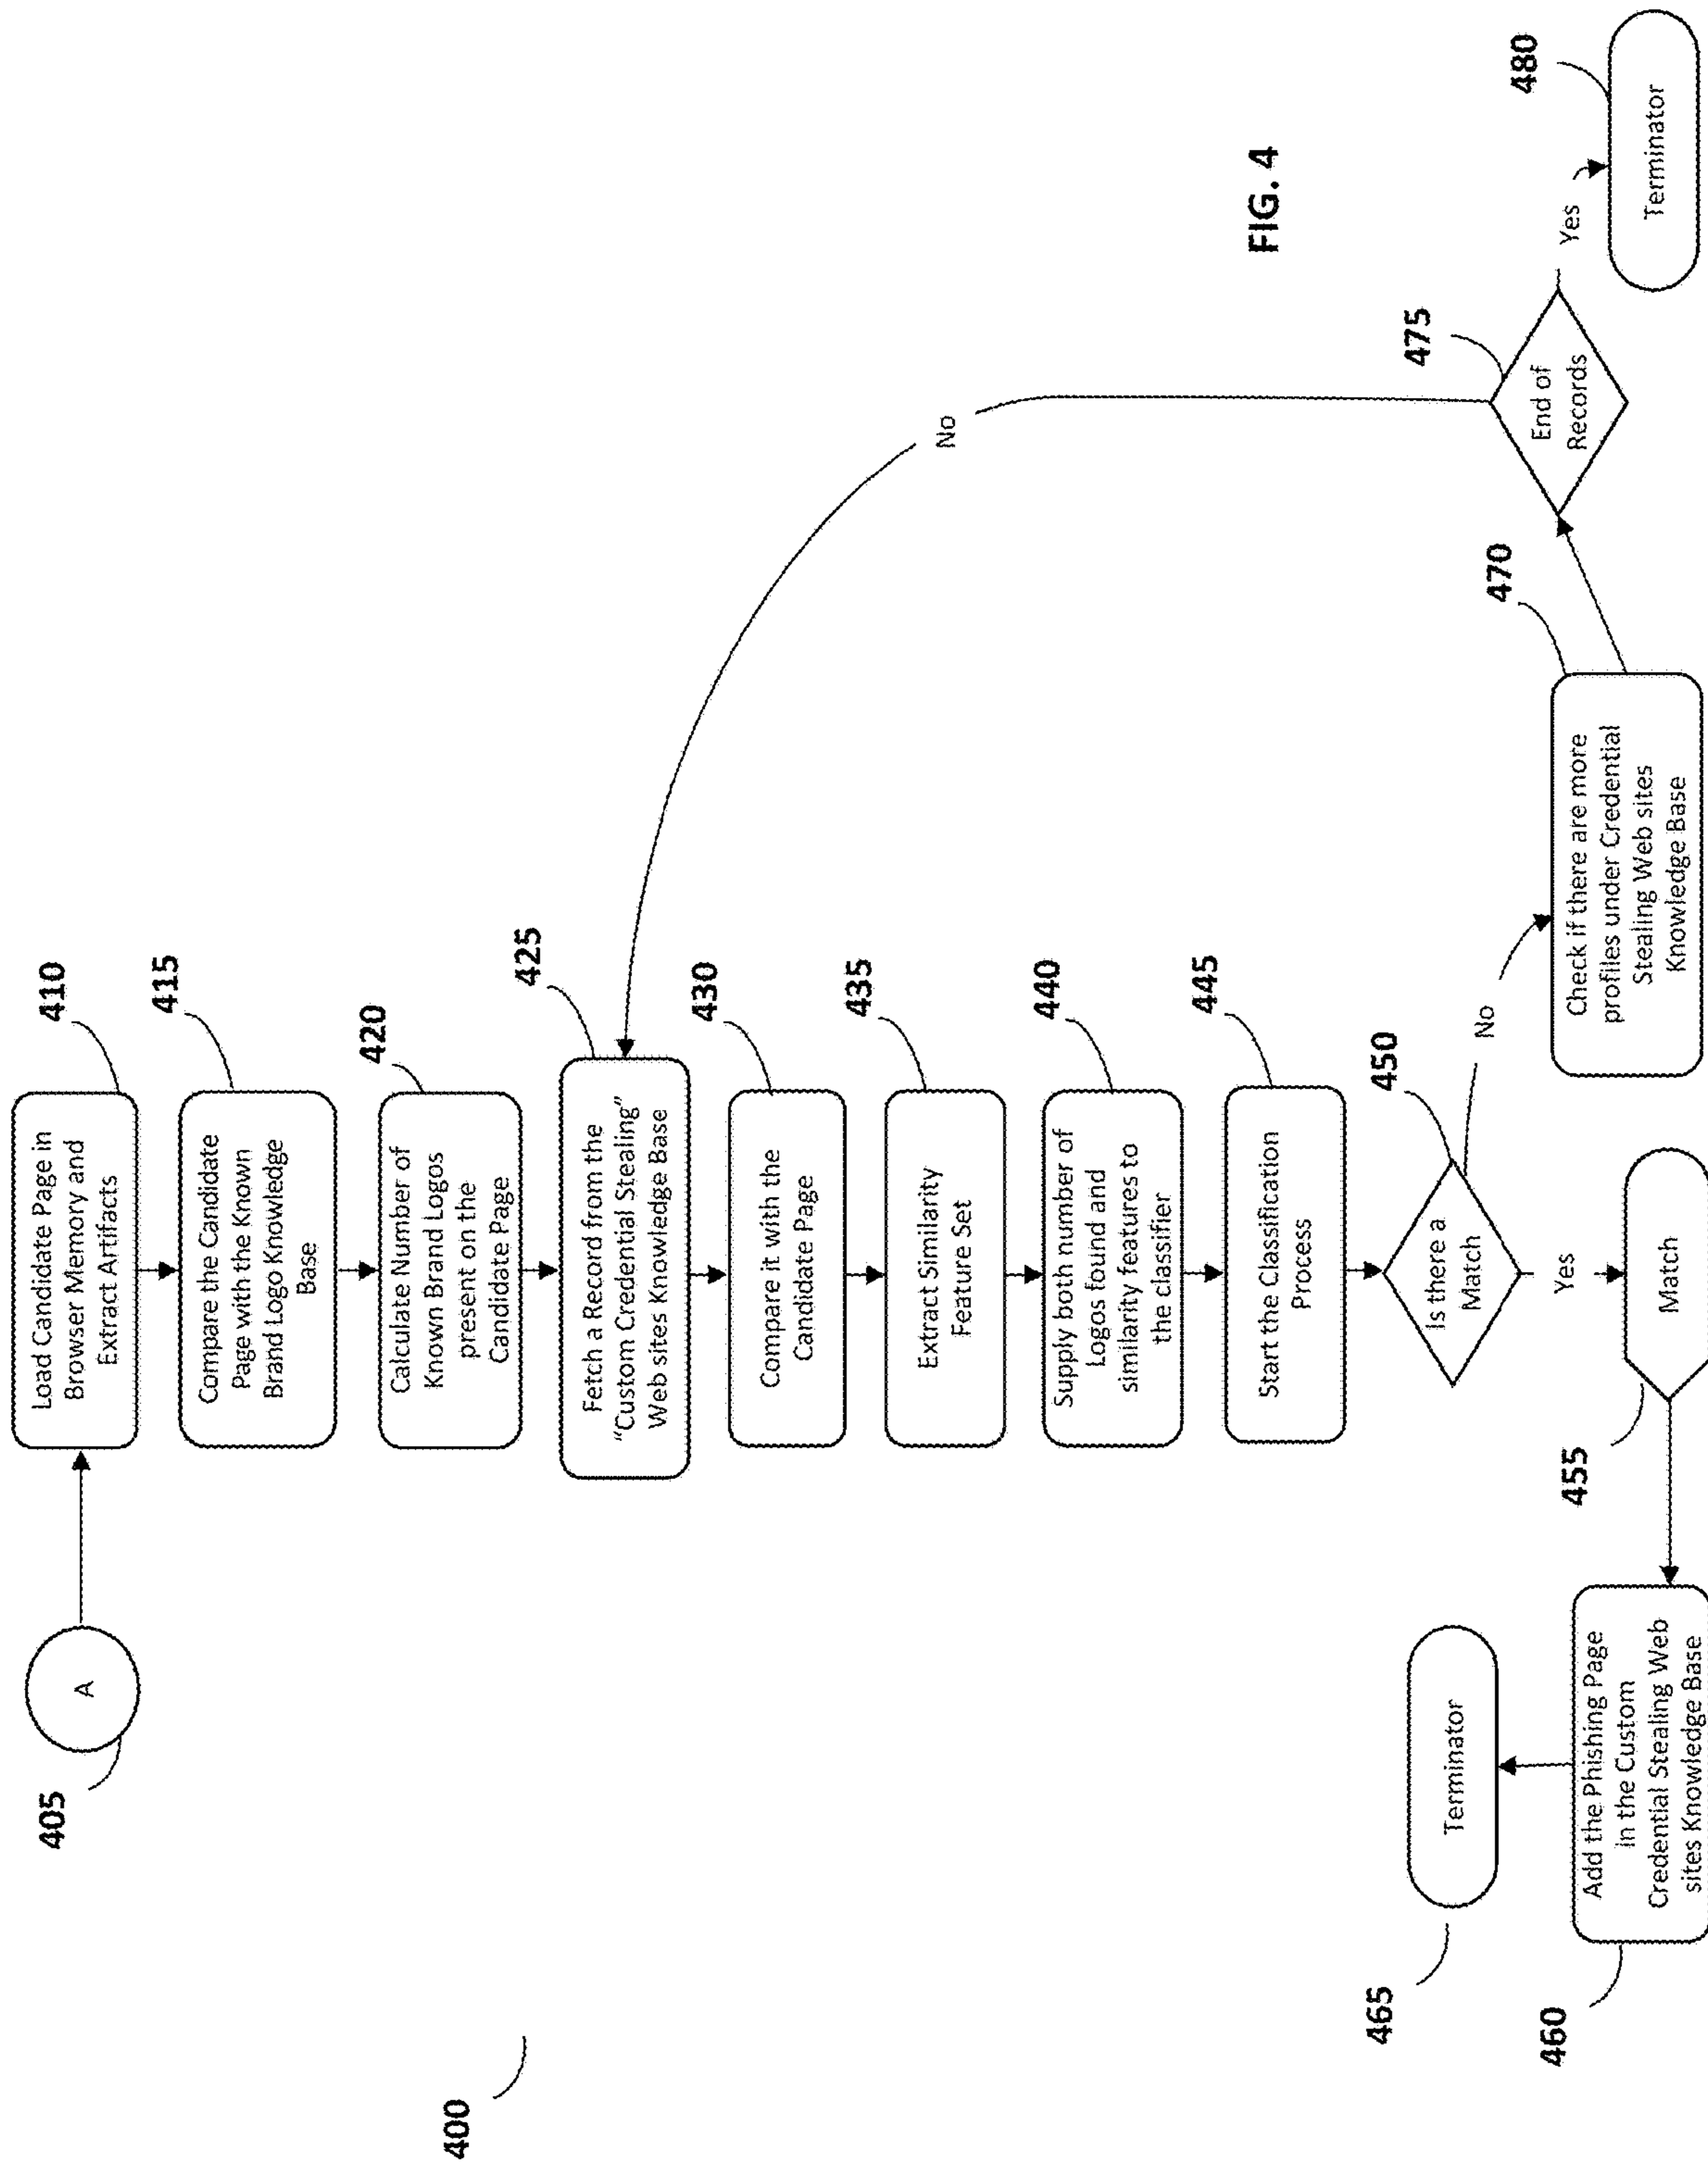 400
405
A
410
Load Candidate Page in
Browser Memory and
Extract Artifacts
415
Compare the Candidate
Page with the Known
Brand Logo Knowledge
Base
420
Calculate Number of
Known Brand Logos
present on the
Candidate Page
425
Fetch a Record from the
"Custom Credential Stealing"
Web sites Knowledge Base
430
Compare it with the
Candidate Page
435
Extract Similarity
Feature Set
440
Supply both number of
Logos found and
similarity features to
the classifier
445
Start the Classification
Process
450
Is there a
Match
Yes
No
455
Match
460
Add the Phishing Page
in the Custom
Credential Stealing Web
sites Knowledge Base
465
Terminator
470
Check if there are more
profiles under Credential
Stealing Web sites
Knowledge Base
475
End of
Records
No
Yes
480
Terminator
FIG. 4